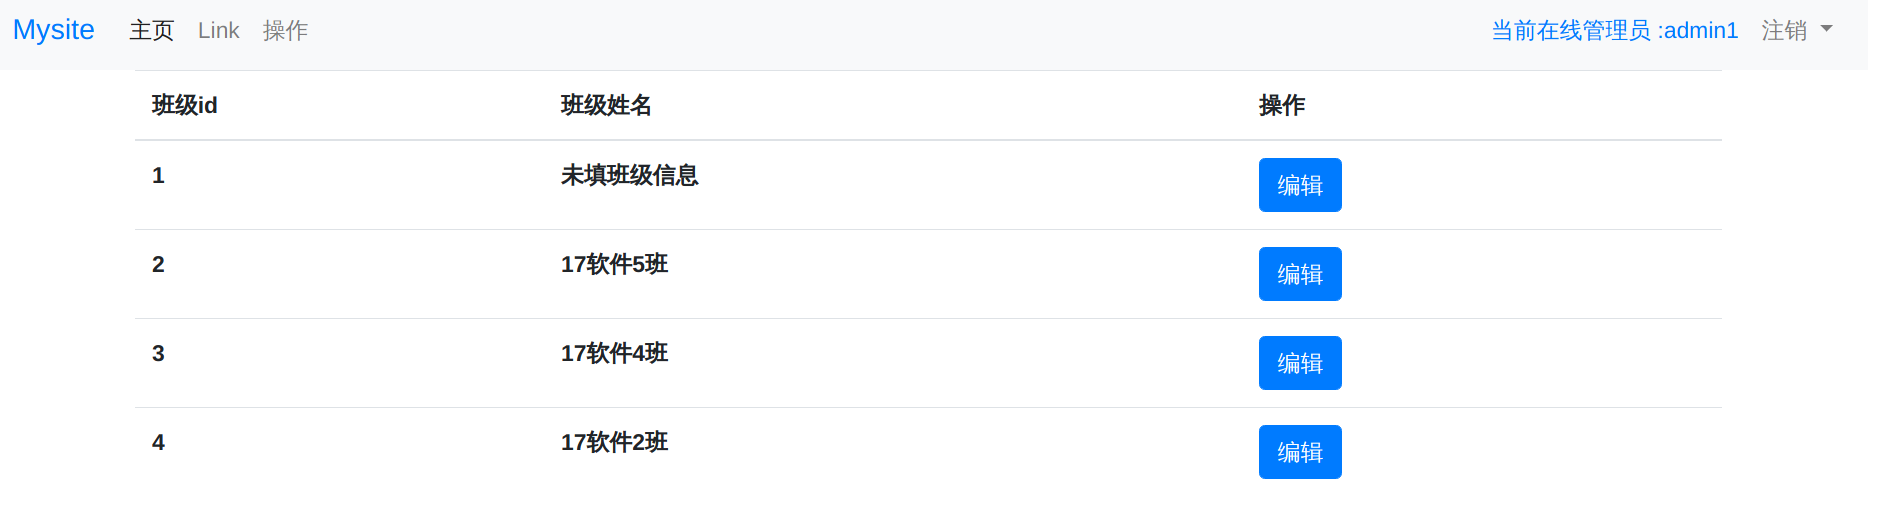 Mysite 主页 Link 操作 当前在线管理员 :admin1 注销
班级id 班级姓名 操作
1 未填班级信息 编辑
2 17软件5班 编辑
3 17软件4班 编辑
4 17软件2班 编辑